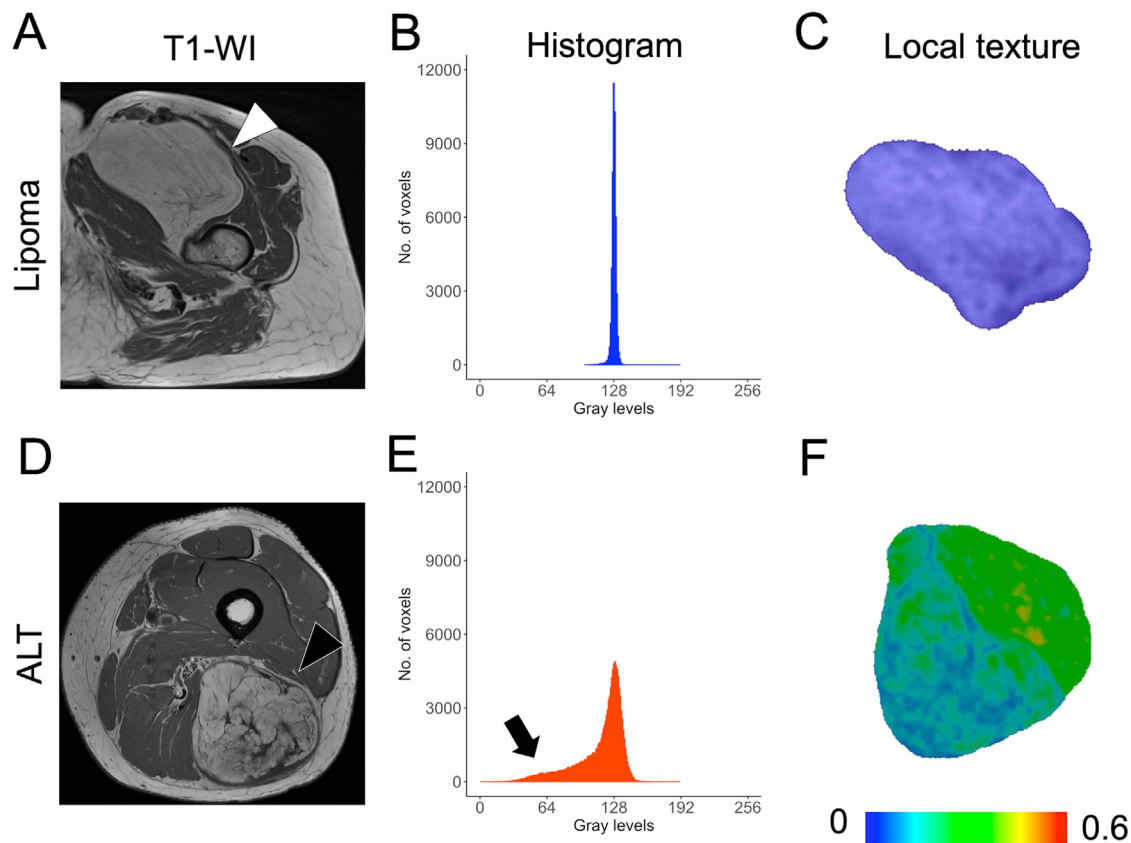 A
T1-WI
B
Histogram
C
Local texture
Lipoma
No. of voxels
12000
9000
6000
3000
0
0
64
128
192
256
Gray levels
D
E
F
ALT
No. of voxels
12000
9000
6000
3000
0
0
64
128
192
256
Gray levels
0
0.6